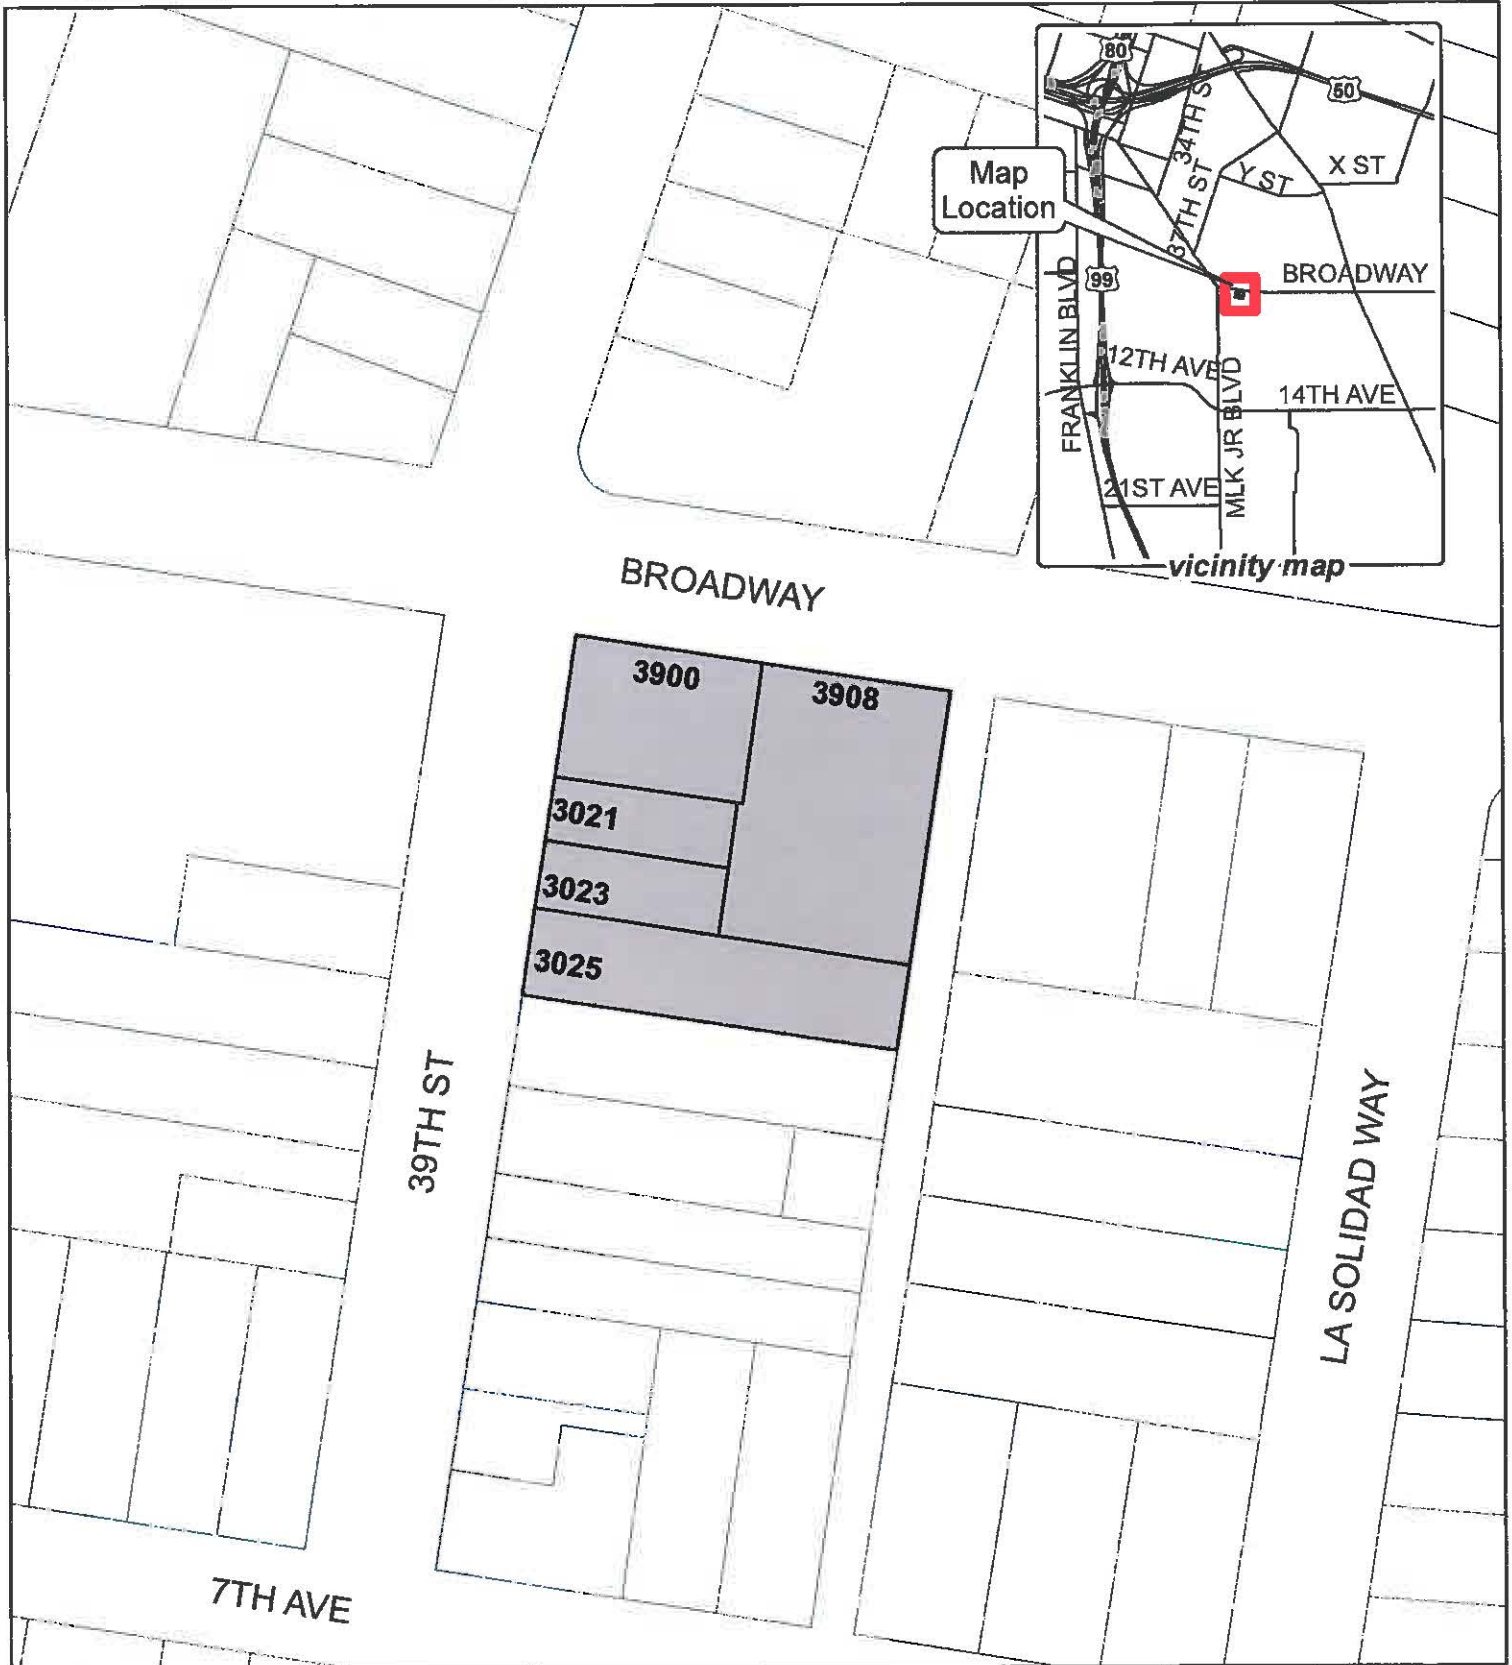 80
50
34TH S
X ST
Y ST
37TH ST
Map
Location
99
BROADWAY
FRANKLIN BLVD
12TH AVE
14TH AVE
MLK JR BLVD
21ST AVE
vicinity map
BROADWAY
3900
3908
3021
3023
3025
39TH ST
LA SOLIDAD WAY
7TH AVE